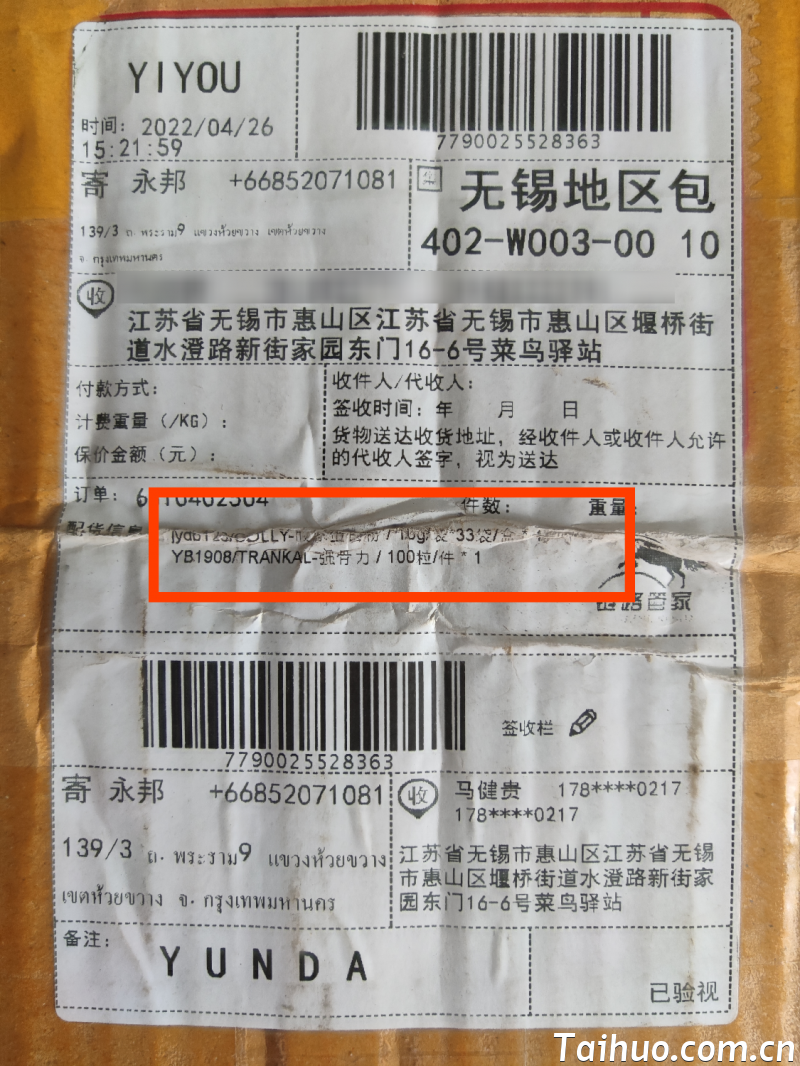 YIYOU
时间: 2022/04/26
15:21:59
7790025528363
寄 永邦 +66852071081
无锡地区包
139/3 ถ. พระราม9 แขวงห้วยขวาง เขตห้วยขวาง
จ. กรุงเทพมหานคร
402-W003-00 10
收
江苏省无锡市惠山区江苏省无锡市惠山区堰桥街
道水澄路新街家园东门16-6号菜鸟驿站
付款方式:
计费重量（/KG）:
保价金额（元）:
收件人/代收人:
签收时间: 年 月 日
货物送达收货地址，经收件人或收件人允许
的代收人签字，视为送达
订单: 6
件数:
重量:
配货信息
YB1908/TRANKAL-强骨力 / 100粒/件 * 1
链路管家
7790025528363
签收栏
寄 永邦 +66852071081
139/3 ถ. พระราม9 แขวงห้วยขวาง
เขตห้วยขวาง จ. กรุงเทพมหานคร
收 马健贵 178****0217
178****0217
江苏省无锡市惠山区江苏省无锡
市惠山区堰桥街道水澄路新街家
园东门16-6号菜鸟驿站
备注:
YUNDA
已验视
Taihuo.com.cn